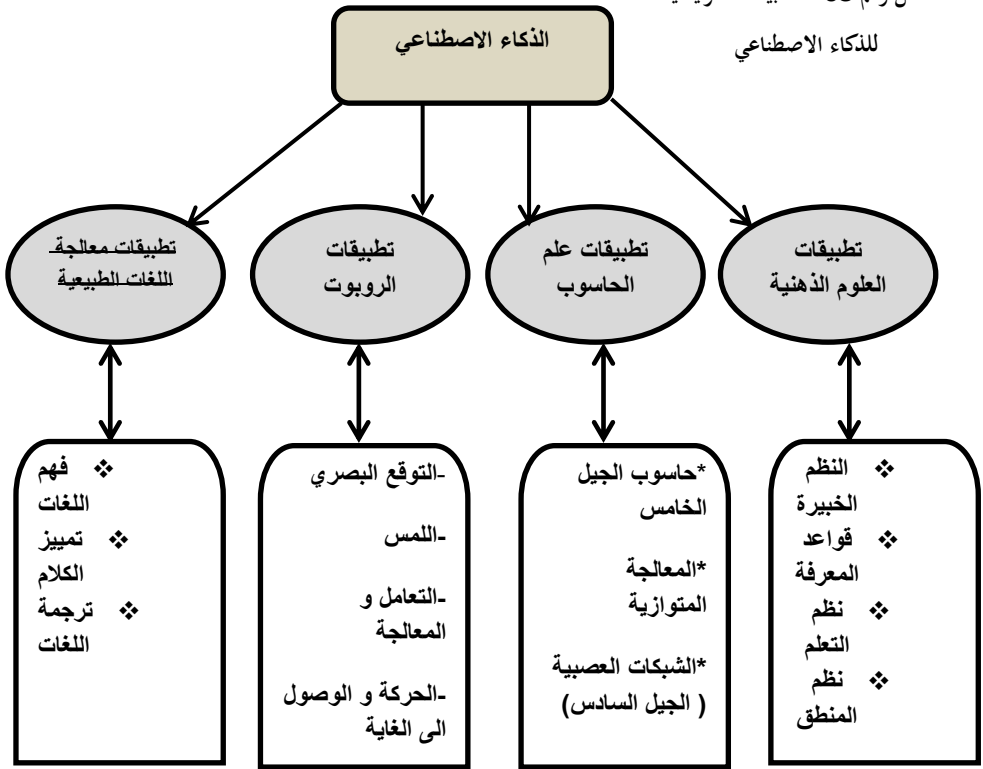 للذكاء الاصطناعي
الذكاء الاصطناعي
تطبيقات
العلوم الذهنية
تطبيقات علم
الحاسوب
تطبيقات
الروبوت
تطبيقات معالجة
اللغات الطبيعية
❖ النظم
الخبيرة
❖ قواعد
المعرفة
❖ نظم
التعلم
❖ نظم
المنطق
*حاسوب الجيل
الخامس
*المعالجة
المتوازية
*الشبكات العصبية
( الجيل السادس)
-التوقع البصري
-اللمس
-التعامل و
المعالجة
-الحركة و الوصول
الى الغاية
❖ فهم
اللغات
❖ تمييز
الكلام
❖ ترجمة
اللغات